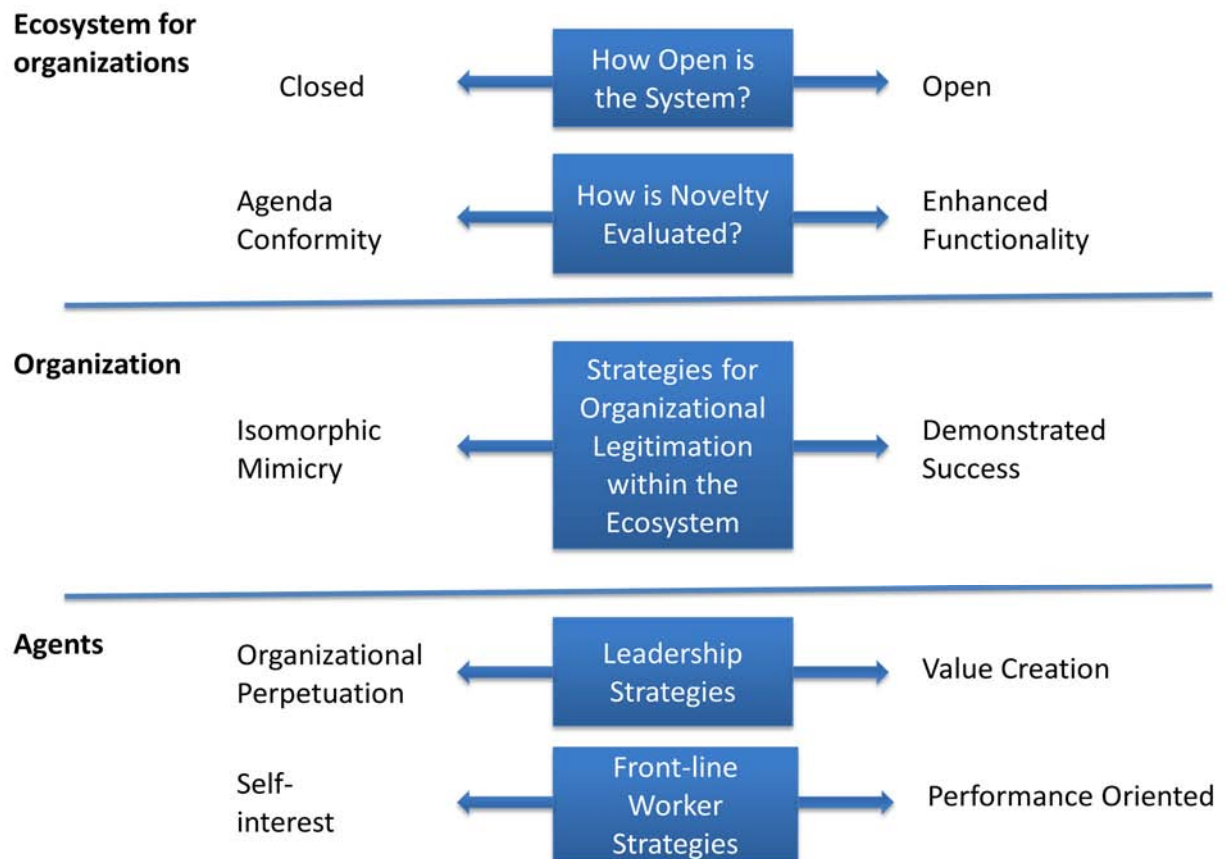 Ecosystem for
organizations
Closed
How Open is
the System?
Open
Agenda
Conformity
How is Novelty
Evaluated?
Enhanced
Functionality
Organization
Isomorphic
Mimicry
Strategies for
Organizational
Legitimation
within the
Ecosystem
Demonstrated
Success
Agents
Organizational
Perpetuation
Leadership
Strategies
Value Creation
Self-
interest
Front-line
Worker
Strategies
Performance Oriented